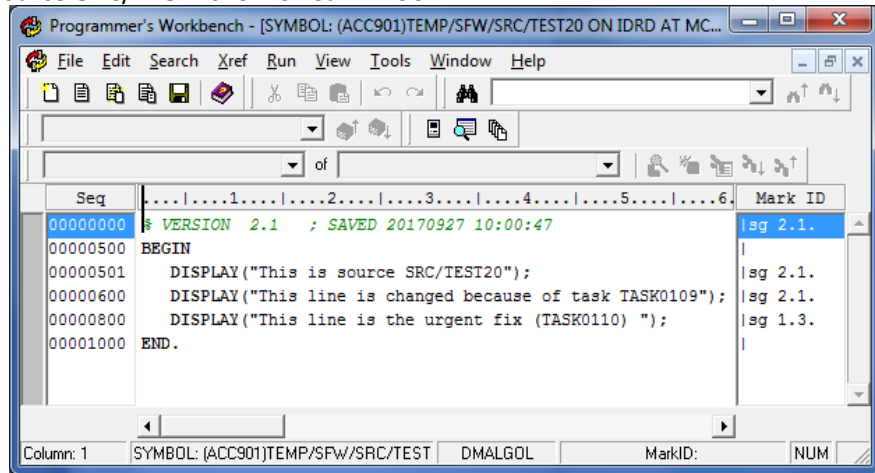 Programmer's Workbench - [SYMBOL: (ACC901)TEMP/SFW/SRC/TEST20 ON IDRD AT MC...
File Edit Search Xref Run View Tools Window Help
of
Seq ....|....1....|....2....|....3....|....4....|....5....|....6. Mark ID
00000000 % VERSION 2.1 ; SAVED 20170927 10:00:47 |sg 2.1.
00000500 BEGIN |
00000501 DISPLAY("This is source SRC/TEST20"); |sg 2.1.
00000600 DISPLAY("This line is changed because of task TASK0109"); |sg 2.1.
00000800 DISPLAY("This line is the urgent fix (TASK0110) "); |sg 1.3.
00001000 END. |
Column: 1 SYMBOL: (ACC901)TEMP/SFW/SRC/TEST DMALGOL MarkID: NUM